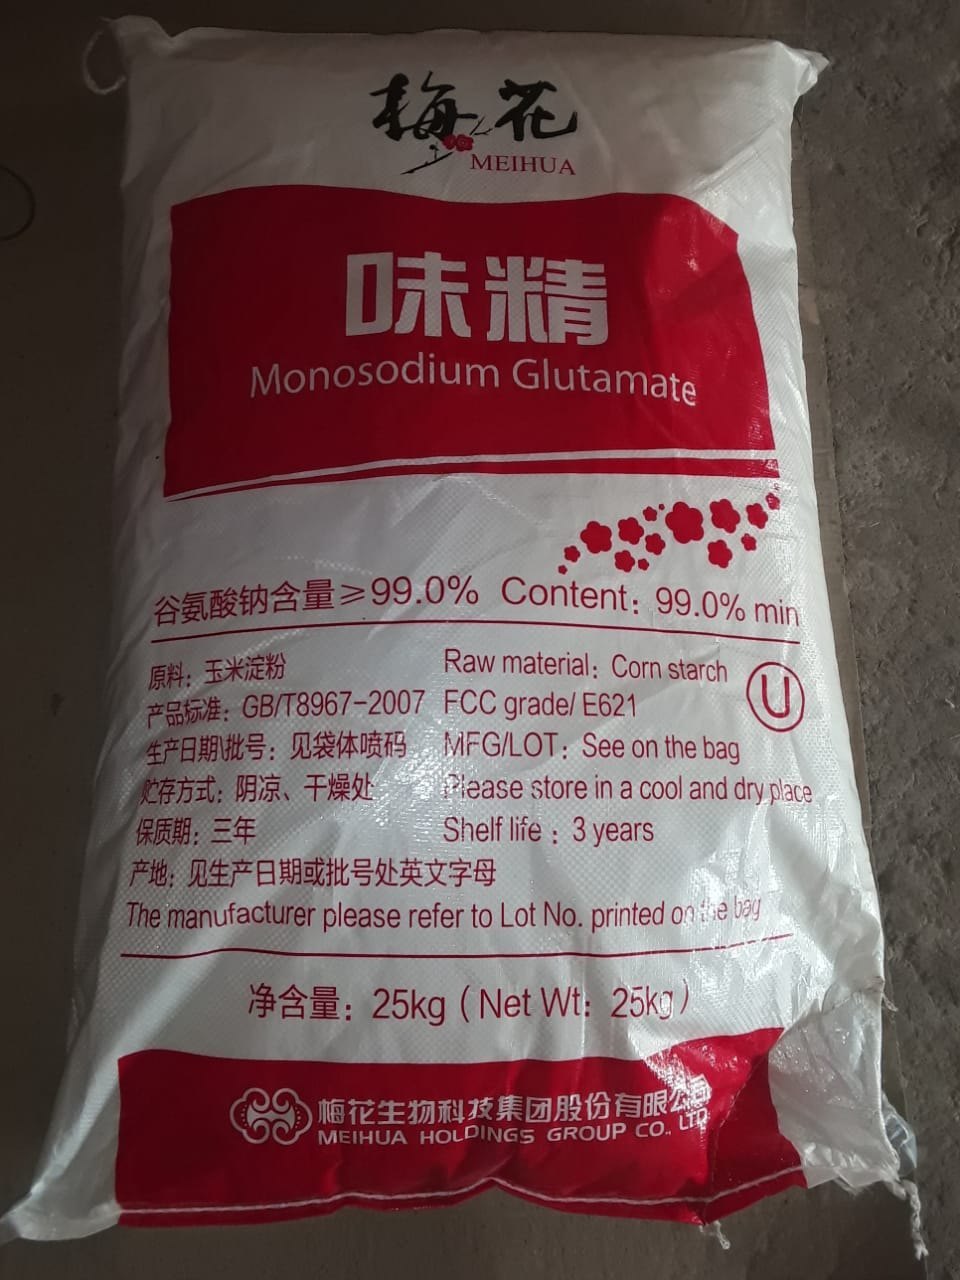 梅花
MEIHUA
味精
Monosodium Glutamate
谷氨酸钠含量≥99.0% Content: 99.0% min
原料: 玉米淀粉 Raw material: Corn starch
U
产品标准: GB/T8967-2007 FCC grade/ E621
生产日期\批号: 见袋体喷码 MFG/LOT: See on the bag
贮存方式: 阴凉、干燥处 Please store in a cool and dry place
保质期: 三年 Shelf life : 3 years
产地: 见生产日期或批号处英文字母
The manufacturer please refer to Lot No. printed on the bag
净含量: 25kg (Net Wt: 25kg)
梅花生物科技集团股份有限公司
MEIHUA HOLDINGS GROUP CO., LTD